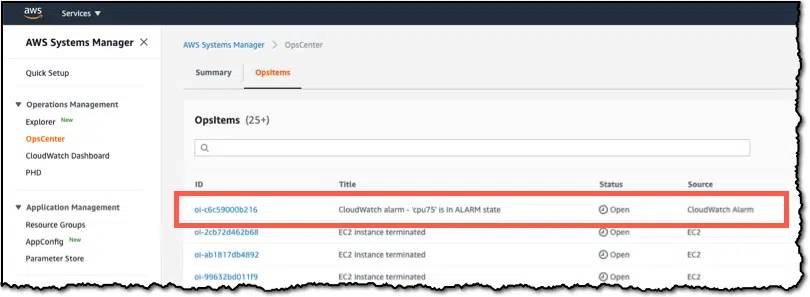 aws Services
AWS Systems Manager
Quick Setup
Operations Management
Explorer New
OpsCenter
CloudWatch Dashboard
PHD
Application Management
Resource Groups
AppConfig New
Parameter Store
AWS Systems Manager > OpsCenter
Summary OpsItems
OpsItems (25+)
ID Title Status Source
oi-c6c59000b216 CloudWatch alarm - 'cpu75' is in ALARM state Open CloudWatch Alarm
oi-2cb72d462b68 EC2 Instance terminated Open EC2
oi-ab1817db4892 EC2 Instance terminated Open EC2
oi-99632bd011f9 EC2 Instance terminated Open EC2